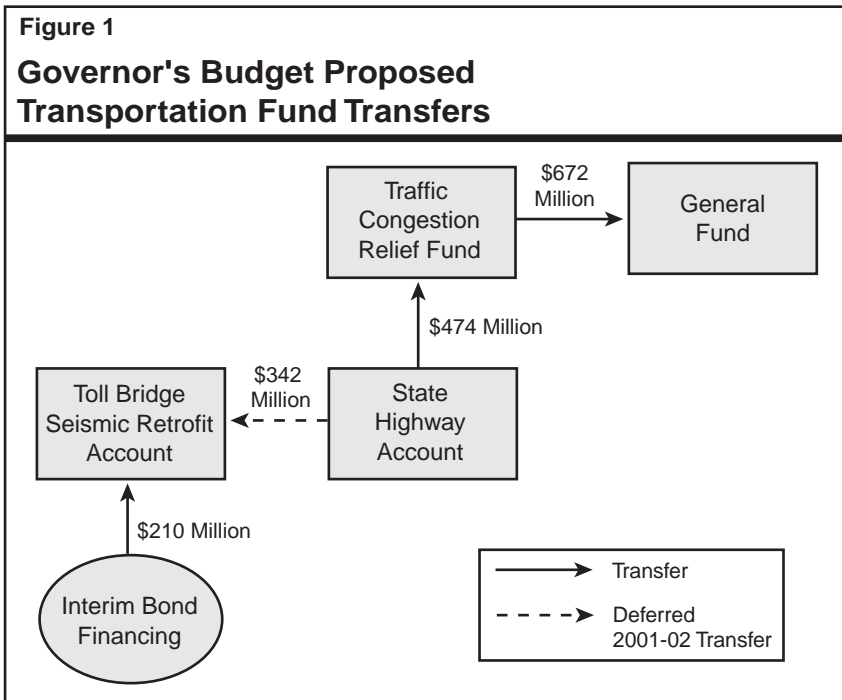 Figure 1
Governor's Budget Proposed
Transportation Fund Transfers
Traffic
Congestion
Relief Fund
$672
Million
General
Fund
$474 Million
Toll Bridge
Seismic Retrofit
Account
$342
Million
State
Highway
Account
$210 Million
Interim Bond
Financing
Transfer
Deferred
2001-02 Transfer